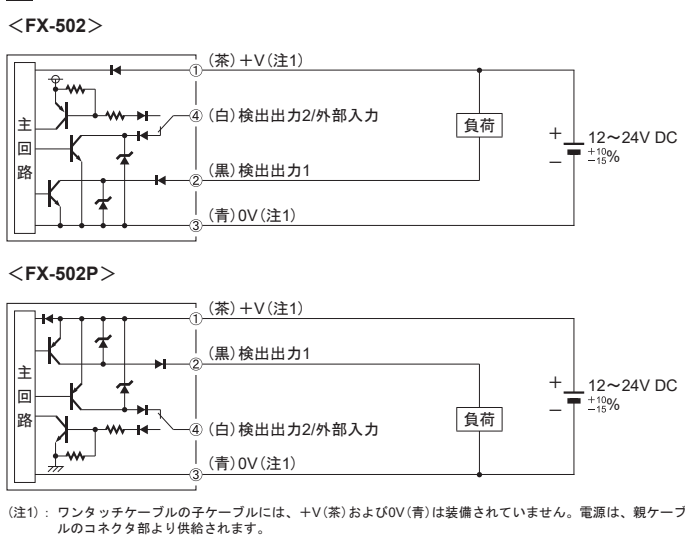 ＜FX-502＞
主回路
① (茶)＋V(注1)
④ (白)検出出力2/外部入力
負荷
＋
12～24V DC
－
+10
-15%
② (黒)検出出力1
③ (青)0V(注1)
＜FX-502P＞
主回路
① (茶)＋V(注1)
② (黒)検出出力1
＋
12～24V DC
－
+10
-15%
負荷
④ (白)検出出力2/外部入力
③ (青)0V(注1)
(注1)： ワンタッチケーブルの子ケーブルには、＋V(茶)および0V(青)は装備されていません。電源は、親ケーブ
ルのコネクタ部より供給されます。